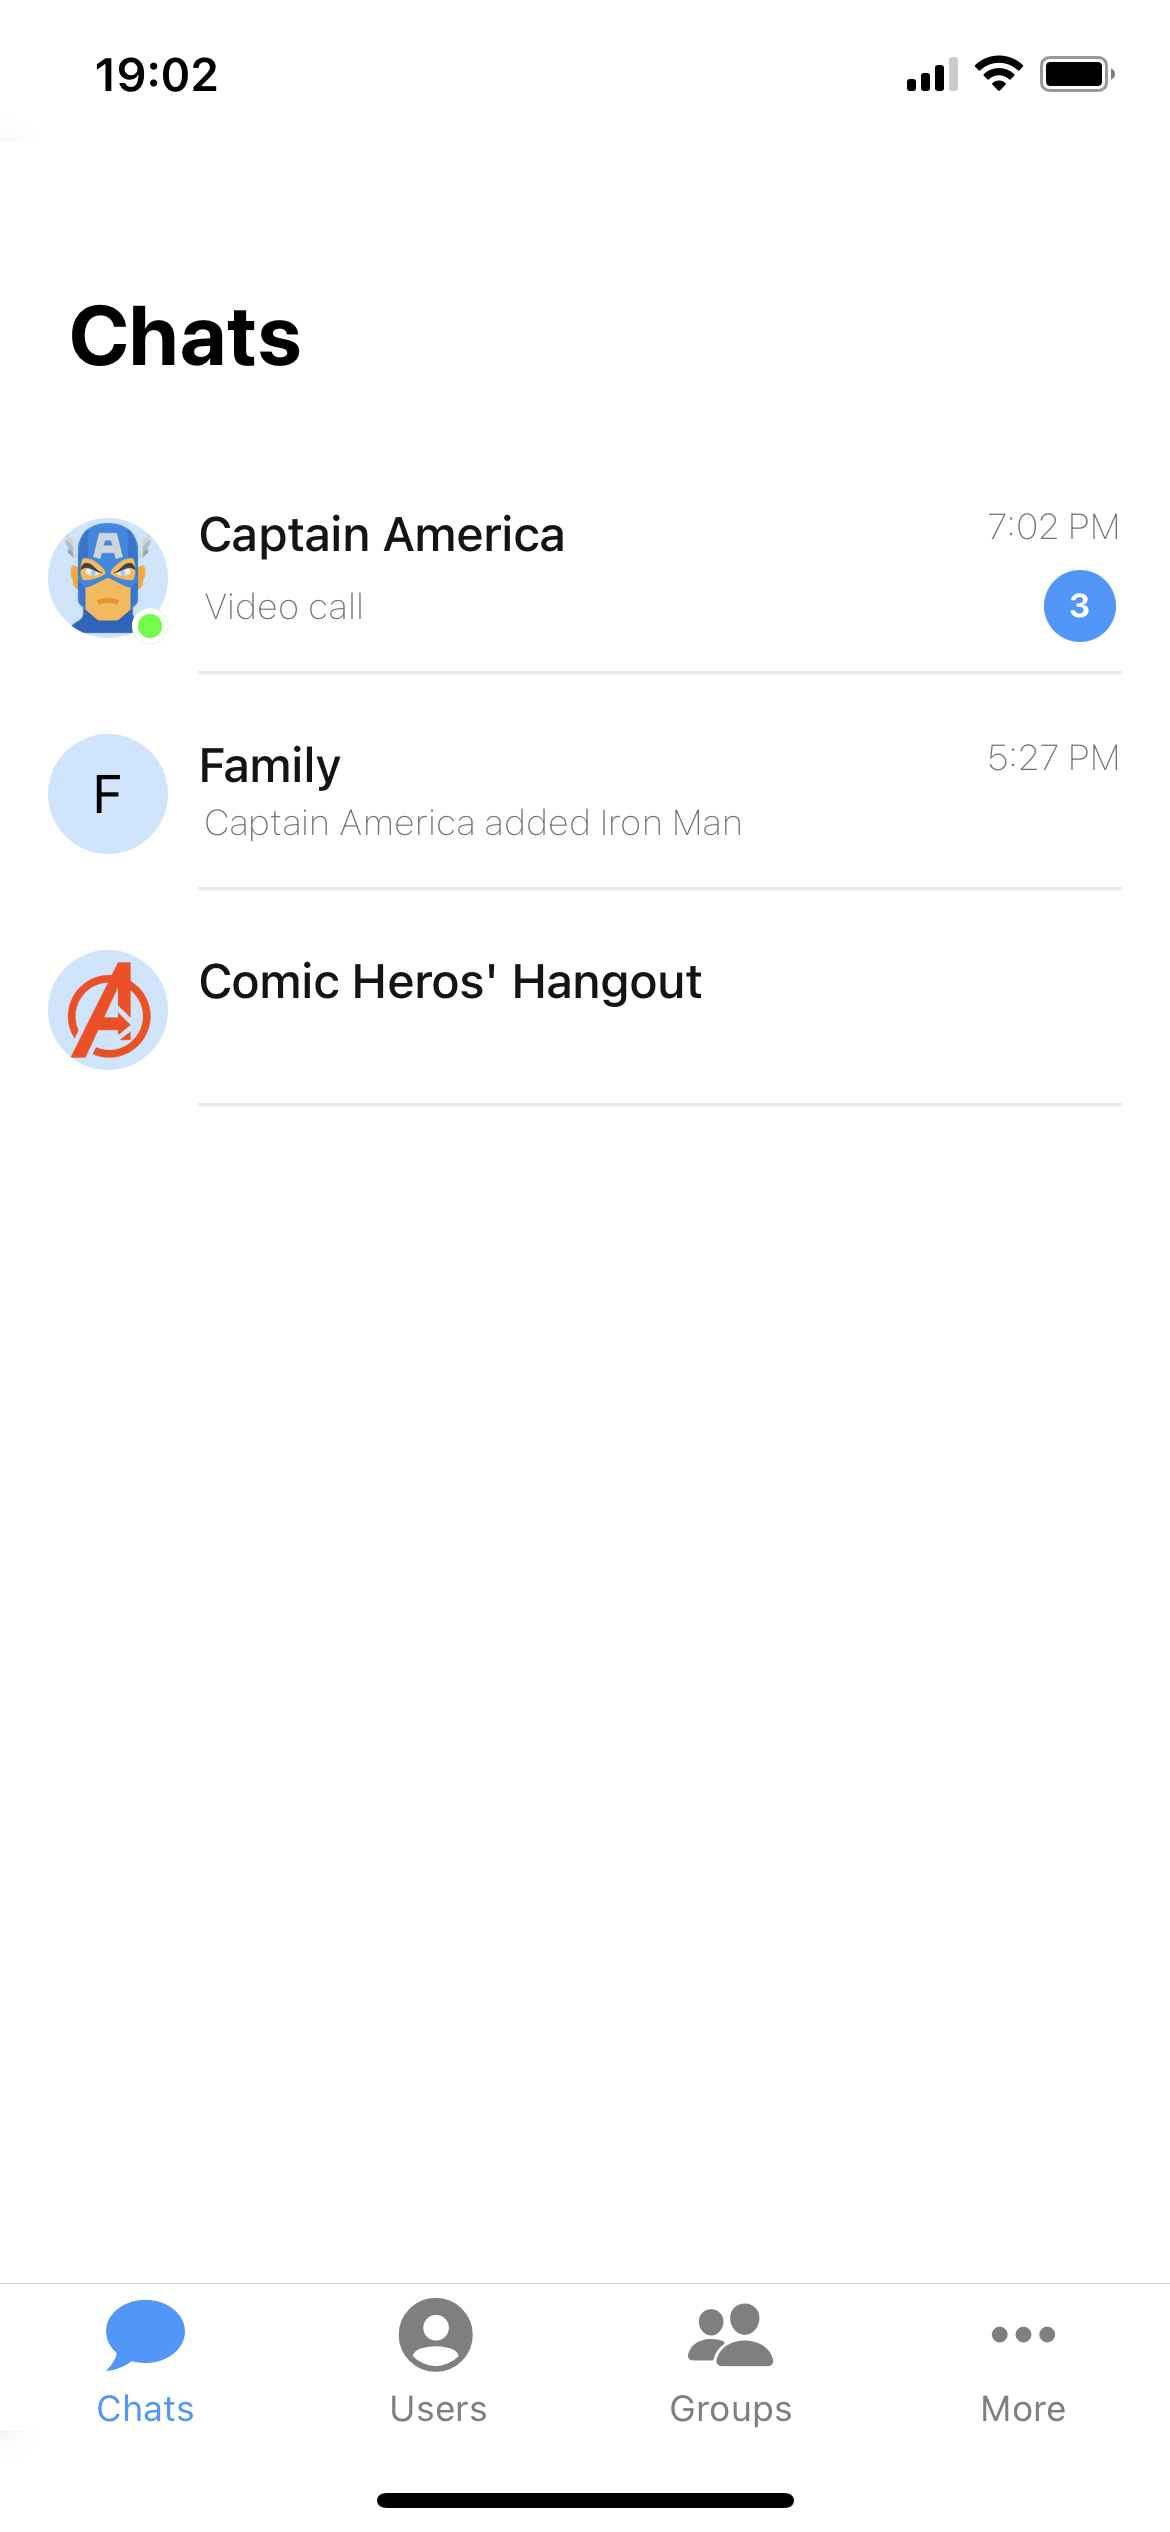 19:02
Chats
Captain America
7:02 PM
Video call
3
F
Family
5:27 PM
Captain America added Iron Man
Comic Heros' Hangout
Chats
Users
Groups
More